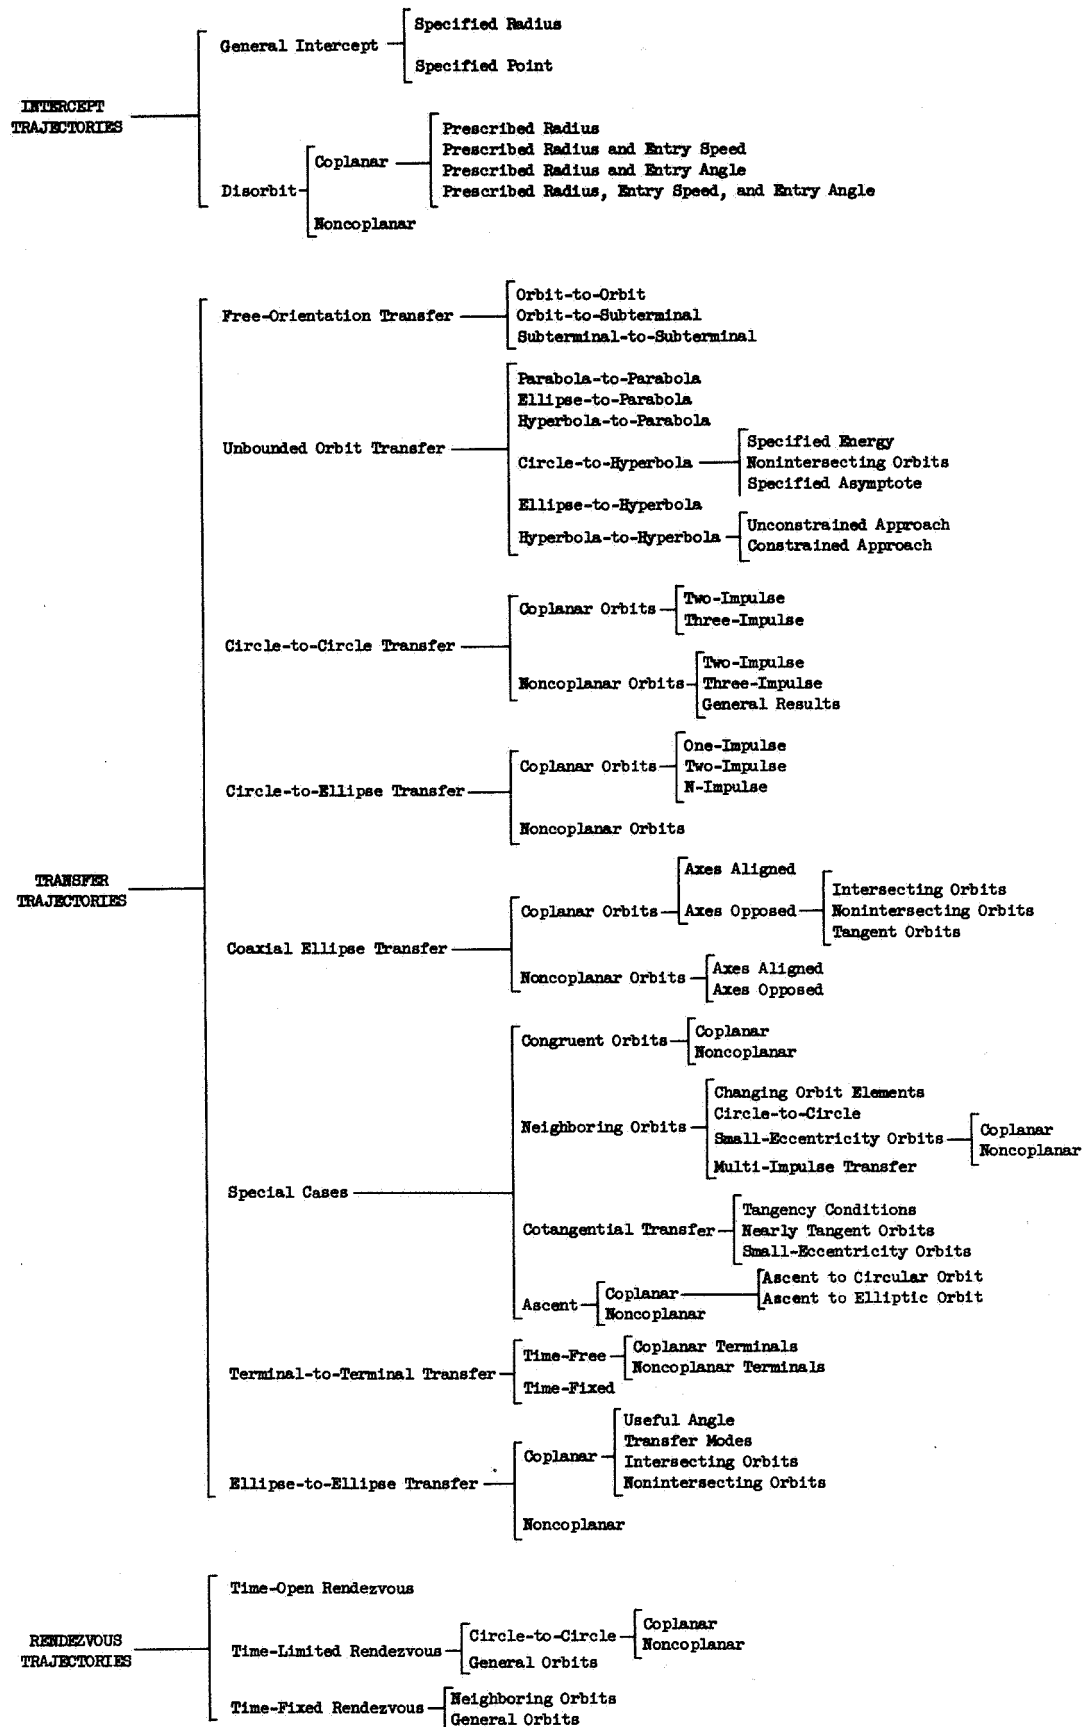 INTERCEPT
TRAJECTORIES
General Intercept
Specified Radius
Specified Point
Disorbit
Coplanar
Prescribed Radius
Prescribed Radius and Entry Speed
Prescribed Radius and Entry Angle
Prescribed Radius, Entry Speed, and Entry Angle
Noncoplanar
TRANSFER
TRAJECTORIES
Free-Orientation Transfer
Orbit-to-Orbit
Orbit-to-Subterminal
Subterminal-to-Subterminal
Unbounded Orbit Transfer
Parabola-to-Parabola
Ellipse-to-Parabola
Hyperbola-to-Parabola
Circle-to-Hyperbola
Specified Energy
Nonintersecting Orbits
Specified Asymptote
Ellipse-to-Hyperbola
Hyperbola-to-Hyperbola
Unconstrained Approach
Constrained Approach
Circle-to-Circle Transfer
Coplanar Orbits
Two-Impulse
Three-Impulse
Noncoplanar Orbits
Two-Impulse
Three-Impulse
General Results
Circle-to-Ellipse Transfer
Coplanar Orbits
One-Impulse
Two-Impulse
N-Impulse
Noncoplanar Orbits
Coaxial Ellipse Transfer
Coplanar Orbits
Axes Aligned
Axes Opposed
Intersecting Orbits
Nonintersecting Orbits
Tangent Orbits
Noncoplanar Orbits
Axes Aligned
Axes Opposed
Special Cases
Congruent Orbits
Coplanar
Noncoplanar
Neighboring Orbits
Changing Orbit Elements
Circle-to-Circle
Small-Eccentricity Orbits
Coplanar
Noncoplanar
Multi-Impulse Transfer
Cotangential Transfer
Tangency Conditions
Nearly Tangent Orbits
Small-Eccentricity Orbits
Ascent
Coplanar
Ascent to Circular Orbit
Ascent to Elliptic Orbit
Noncoplanar
Terminal-to-Terminal Transfer
Time-Free
Coplanar Terminals
Noncoplanar Terminals
Time-Fixed
Ellipse-to-Ellipse Transfer
Coplanar
Useful Angle
Transfer Modes
Intersecting Orbits
Nonintersecting Orbits
Noncoplanar
RENDEZVOUS
TRAJECTORIES
Time-Open Rendezvous
Time-Limited Rendezvous
Circle-to-Circle
Coplanar
Noncoplanar
General Orbits
Time-Fixed Rendezvous
Neighboring Orbits
General Orbits